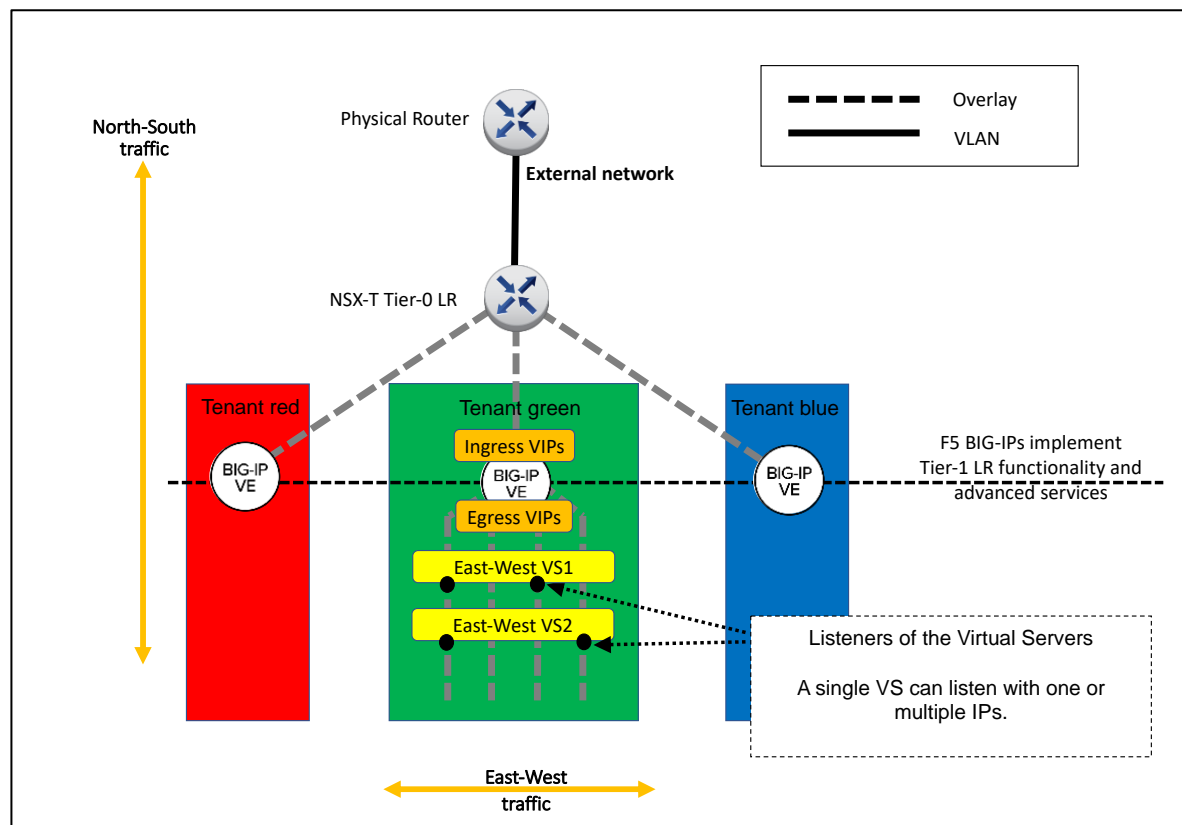 Overlay
VLAN
Physical Router
North-South
traffic
External network
NSX-T Tier-0 LR
Tenant red
Tenant green
Tenant blue
Ingress VIPs
BIG-IP
VE
BIG-IP
VE
BIG-IP
VE
F5 BIG-IPs implement
Tier-1 LR functionality and
advanced services
Egress VIPs
East-West VS1
East-West VS2
Listeners of the Virtual Servers
A single VS can listen with one or
multiple IPs.
East-West
traffic